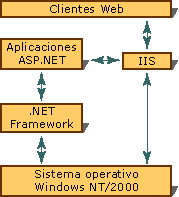 Clientes Web
Aplicaciones
ASP.NET
IIS
.NET
Framework
Sistema operativo
Windows NT/2000